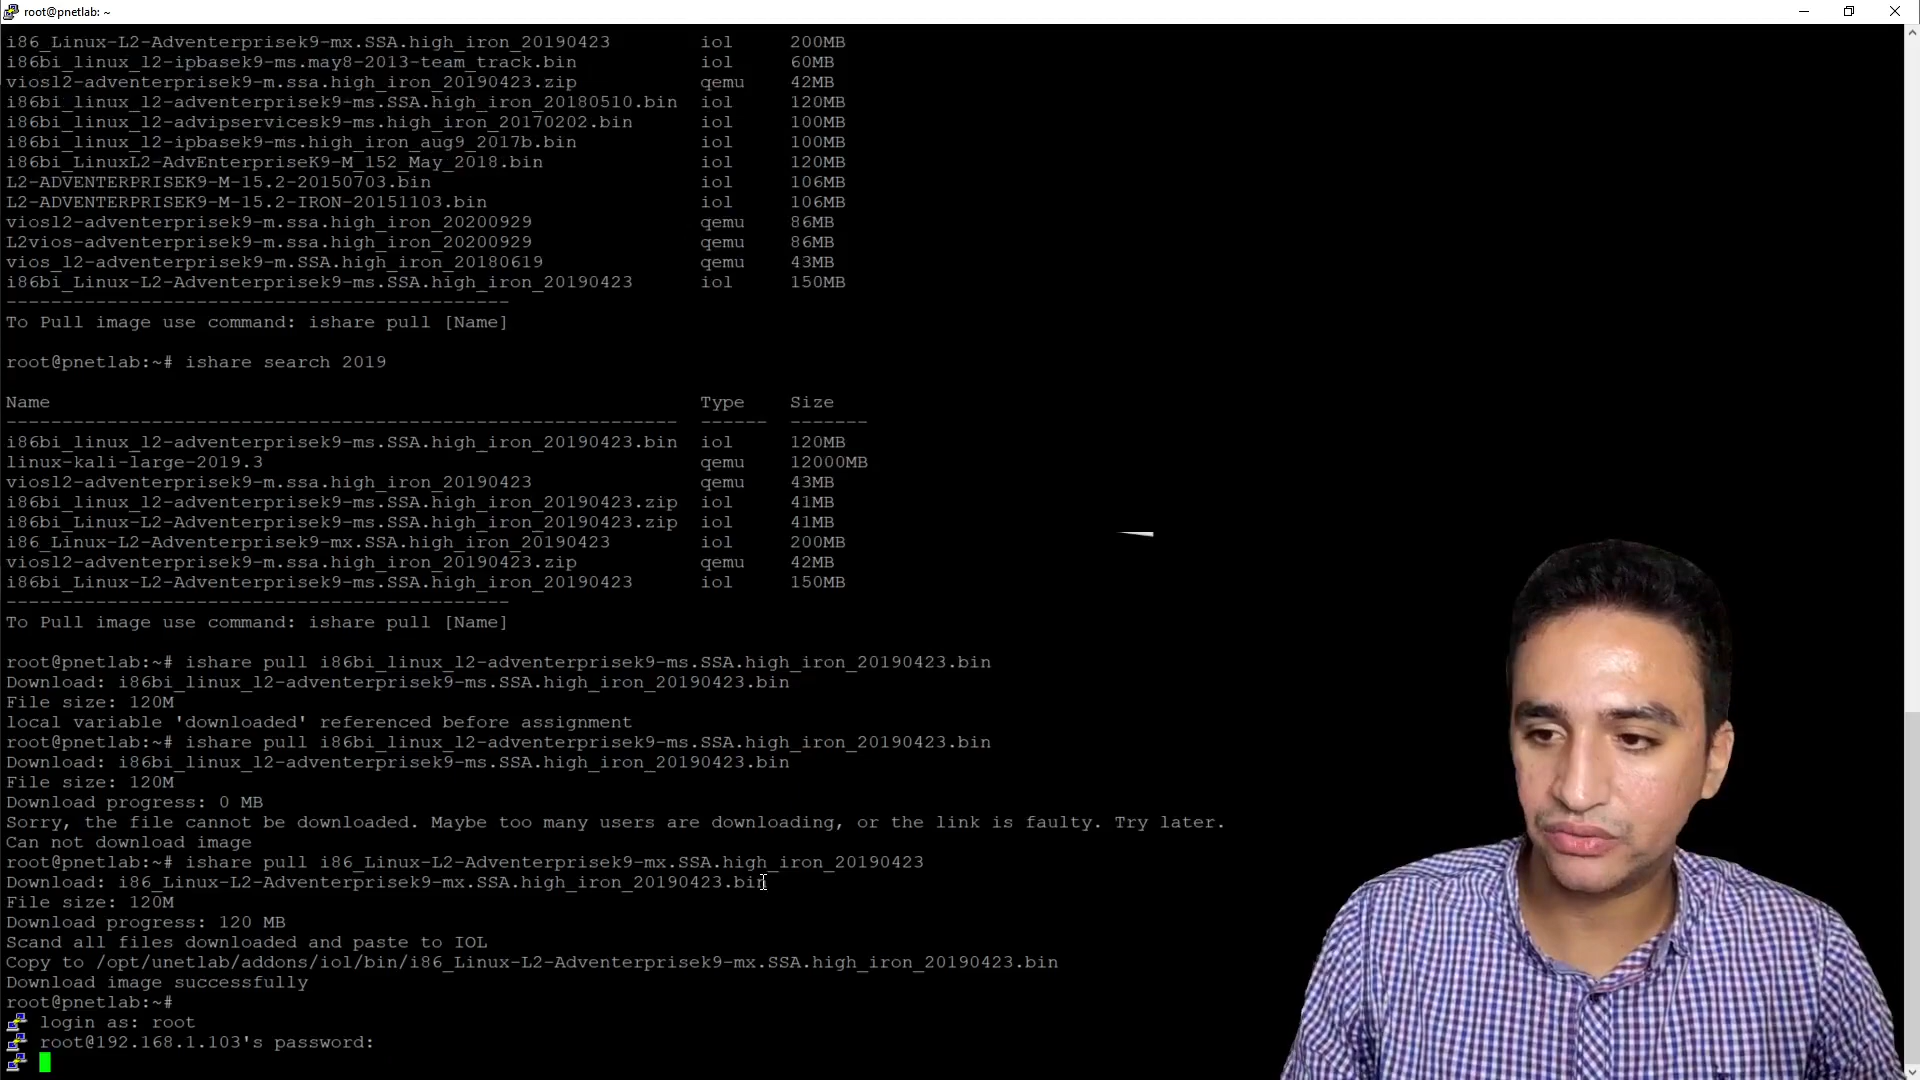 root@pnetlab: ~
i86_Linux-L2-Adventerprisek9-mx.SSA.high_iron_20190423 iol 200MB
i86bi_linux_l2-ipbasek9-ms.may8-2013-team_track.bin iol 60MB
viosl2-adventerprisek9-m.ssa.high_iron_20190423.zip qemu 42MB
i86bi_linux_l2-adventerprisek9-ms.SSA.high_iron_20180510.bin iol 120MB
i86bi_linux_l2-advipservicesk9-ms.high_iron_20170202.bin iol 100MB
i86bi_linux_l2-ipbasek9-ms.high_iron_aug9_2017b.bin iol 100MB
i86bi_LinuxL2-AdvEnterpriseK9-M_152_May_2018.bin iol 120MB
L2-ADVENTERPRISEK9-M-15.2-20150703.bin iol 106MB
L2-ADVENTERPRISEK9-M-15.2-IRON-20151103.bin iol 106MB
viosl2-adventerprisek9-m.ssa.high_iron_20200929 qemu 86MB
L2vios-adventerprisek9-m.ssa.high_iron_20200929 qemu 86MB
vios_l2-adventerprisek9-m.SSA.high_iron_20180619 qemu 43MB
i86bi_Linux-L2-Adventerprisek9-ms.SSA.high_iron_20190423 iol 150MB
---------------------------------------------
To Pull image use command: ishare pull [Name]
root@pnetlab:~# ishare search 2019
Name Type Size
------------------------------------------------------------ ------ -------
i86bi_linux_l2-adventerprisek9-ms.SSA.high_iron_20190423.bin iol 120MB
linux-kali-large-2019.3 qemu 12000MB
viosl2-adventerprisek9-m.ssa.high_iron_20190423 qemu 43MB
i86bi_linux_l2-adventerprisek9-ms.SSA.high_iron_20190423.zip iol 41MB
i86bi_Linux-L2-Adventerprisek9-ms.SSA.high_iron_20190423.zip iol 41MB
i86_Linux-L2-Adventerprisek9-mx.SSA.high_iron_20190423 iol 200MB
viosl2-adventerprisek9-m.ssa.high_iron_20190423.zip qemu 42MB
i86bi_Linux-L2-Adventerprisek9-ms.SSA.high_iron_20190423 iol 150MB
---------------------------------------------
To Pull image use command: ishare pull [Name]
root@pnetlab:~# ishare pull i86bi_linux_l2-adventerprisek9-ms.SSA.high_iron_20190423.bin
Download: i86bi_linux_l2-adventerprisek9-ms.SSA.high_iron_20190423.bin
File size: 120M
local variable 'downloaded' referenced before assignment
root@pnetlab:~# ishare pull i86bi_linux_l2-adventerprisek9-ms.SSA.high_iron_20190423.bin
Download: i86bi_linux_l2-adventerprisek9-ms.SSA.high_iron_20190423.bin
File size: 120M
Download progress: 0 MB
Sorry, the file cannot be downloaded. Maybe too many users are downloading, or the link is faulty. Try later.
Can not download image
root@pnetlab:~# ishare pull i86_Linux-L2-Adventerprisek9-mx.SSA.high_iron_20190423
Download: i86_Linux-L2-Adventerprisek9-mx.SSA.high_iron_20190423.bin
File size: 120M
Download progress: 120 MB
Scand all files downloaded and paste to IOL
Copy to /opt/unetlab/addons/iol/bin/i86_Linux-L2-Adventerprisek9-mx.SSA.high_iron_20190423.bin
Download image successfully
root@pnetlab:~#
login as: root
root@192.168.1.103's password: